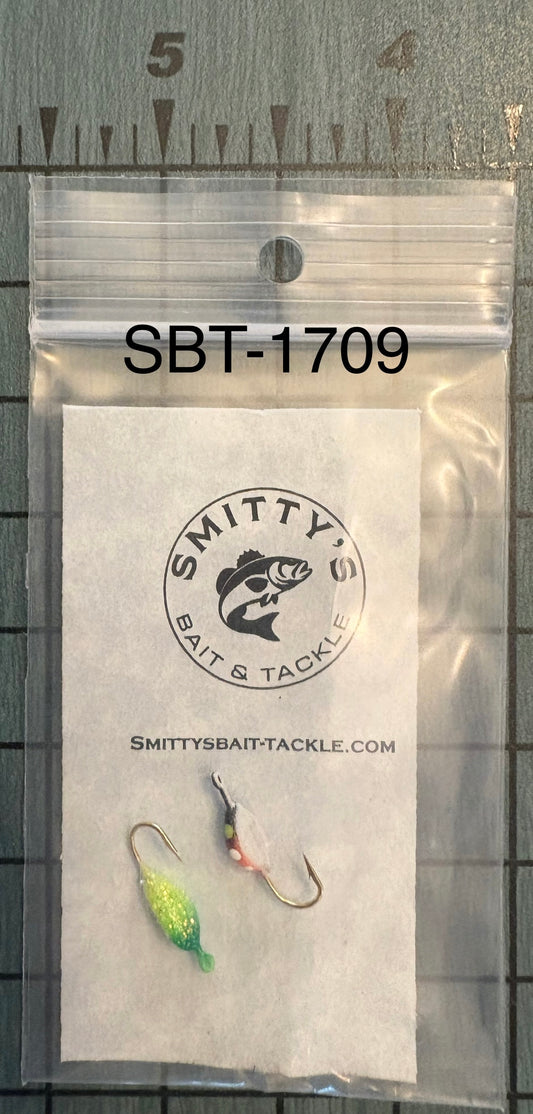 5 4
SBT-1709
SMITTY'S
BAIT & TACKLE
SMITTYSBAIT-TACKLE.COM